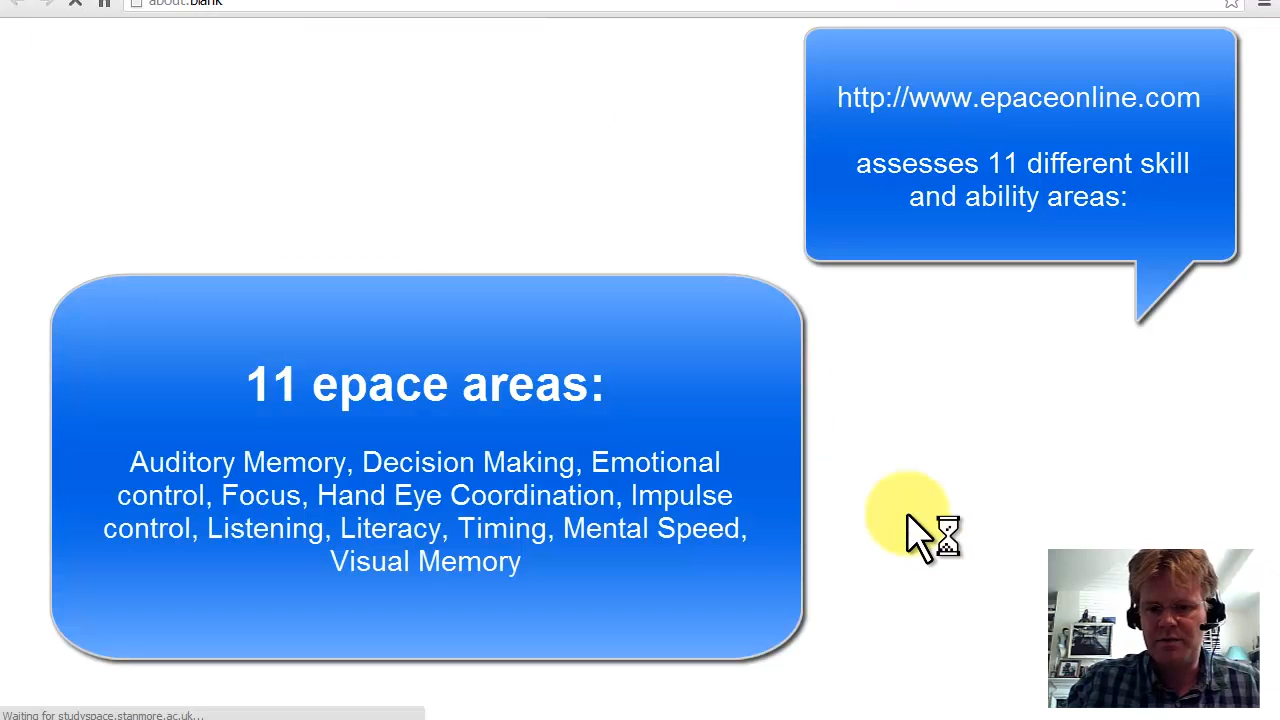 about:blank
http://www.epaceonline.com
assesses 11 different skill
and ability areas:
11 epace areas:
Auditory Memory, Decision Making, Emotional
control, Focus, Hand Eye Coordination, Impulse
control, Listening, Literacy, Timing, Mental Speed,
Visual Memory
Waiting for studyspace.stanmore.ac.uk...